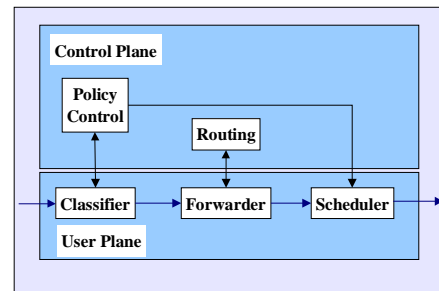 Control Plane
Policy
Control
Routing
Classifier
Forwarder
Scheduler
User Plane